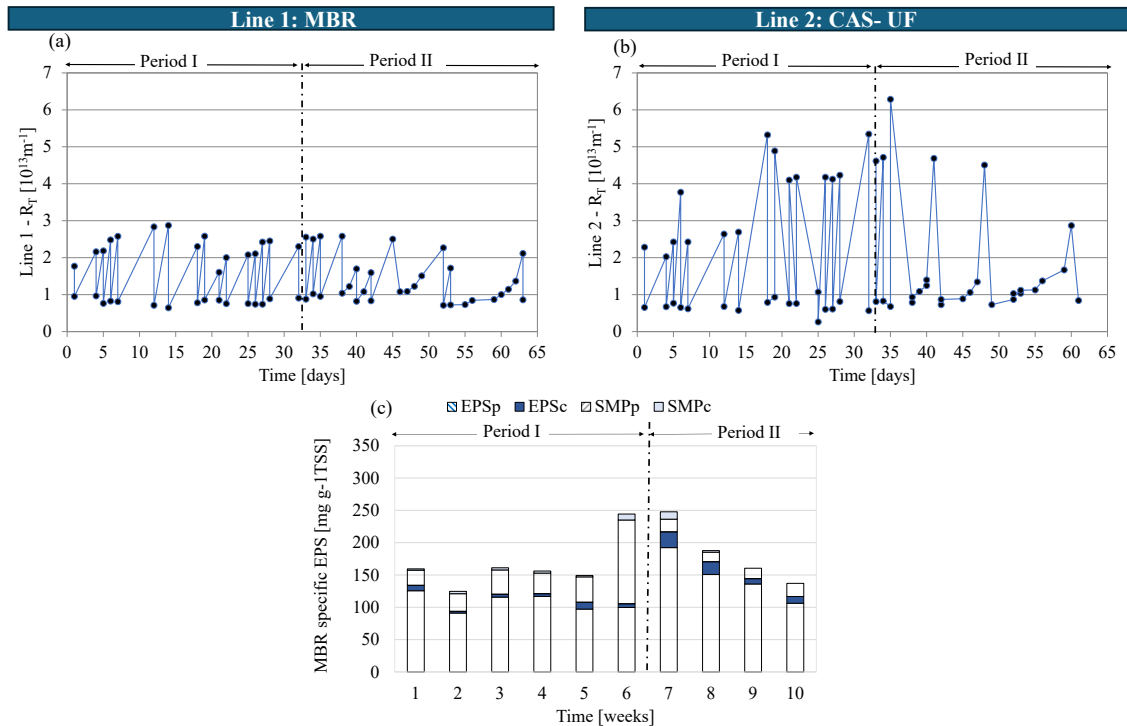 Line 1: MBR
Line 2: CAS- UF
(a)
Period I
Period II
7
6
5
4
3
2
1
0
Line 1 - R_T [10^13 m^-1]
0 5 10 15 20 25 30 35 40 45 50 55 60 65
Time [days]
(b)
Period I
Period II
7
6
5
4
3
2
1
0
Line 2 - R_T [10^13 m^-1]
0 5 10 15 20 25 30 35 40 45 50 55 60 65
Time [days]
(c)
EPSp EPSc SMPp SMPc
Period I
Period II
350
300
250
200
150
100
50
0
MBR specific EPS [mg g-1TSS]
1 2 3 4 5 6 7 8 9 10
Time [weeks]